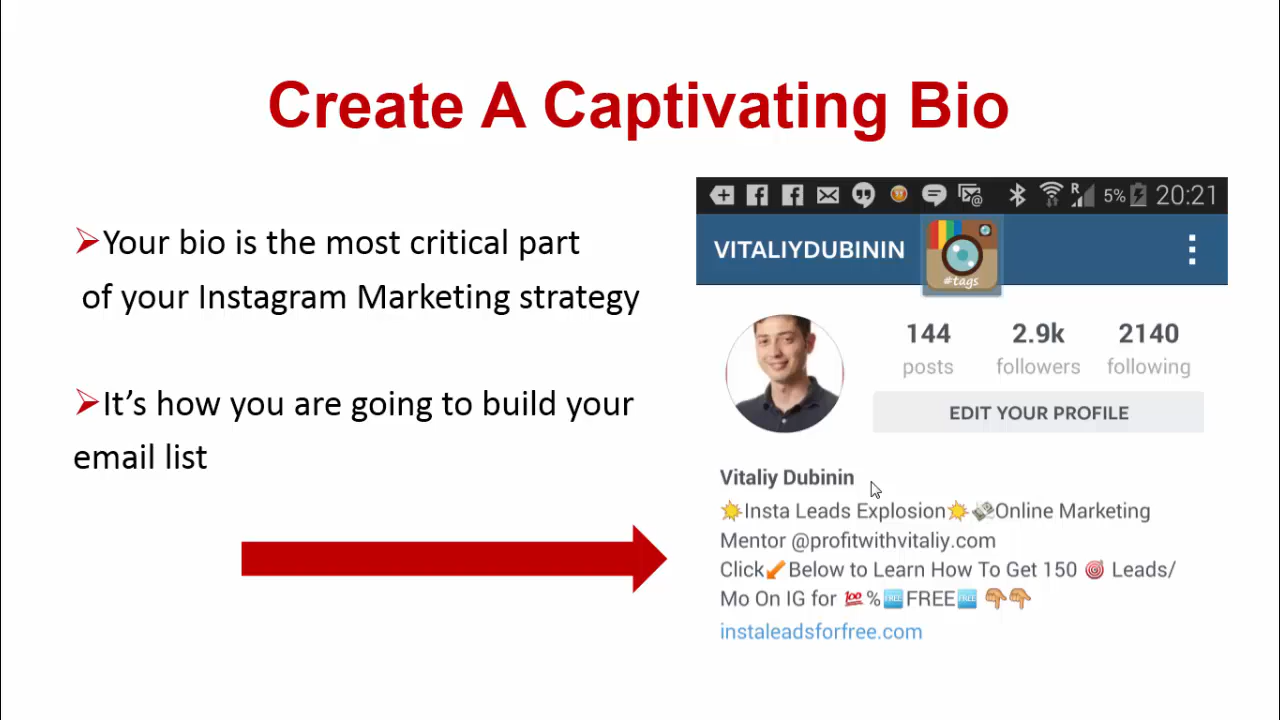 Create A Captivating Bio
➢Your bio is the most critical part
of your Instagram Marketing strategy
➢It’s how you are going to build your
email list
R 5% 20:21
VITALIYDUBININ
#tags
144 2.9k 2140
posts followers following
EDIT YOUR PROFILE
Vitaliy Dubinin
💥Insta Leads Explosion💥💸Online Marketing
Mentor @profitwithvitaliy.com
Click↙Below to Learn How To Get 150 🎯 Leads/
Mo On IG for 💯%🆓FREE🆓 👇👇
instaleadsforfree.com